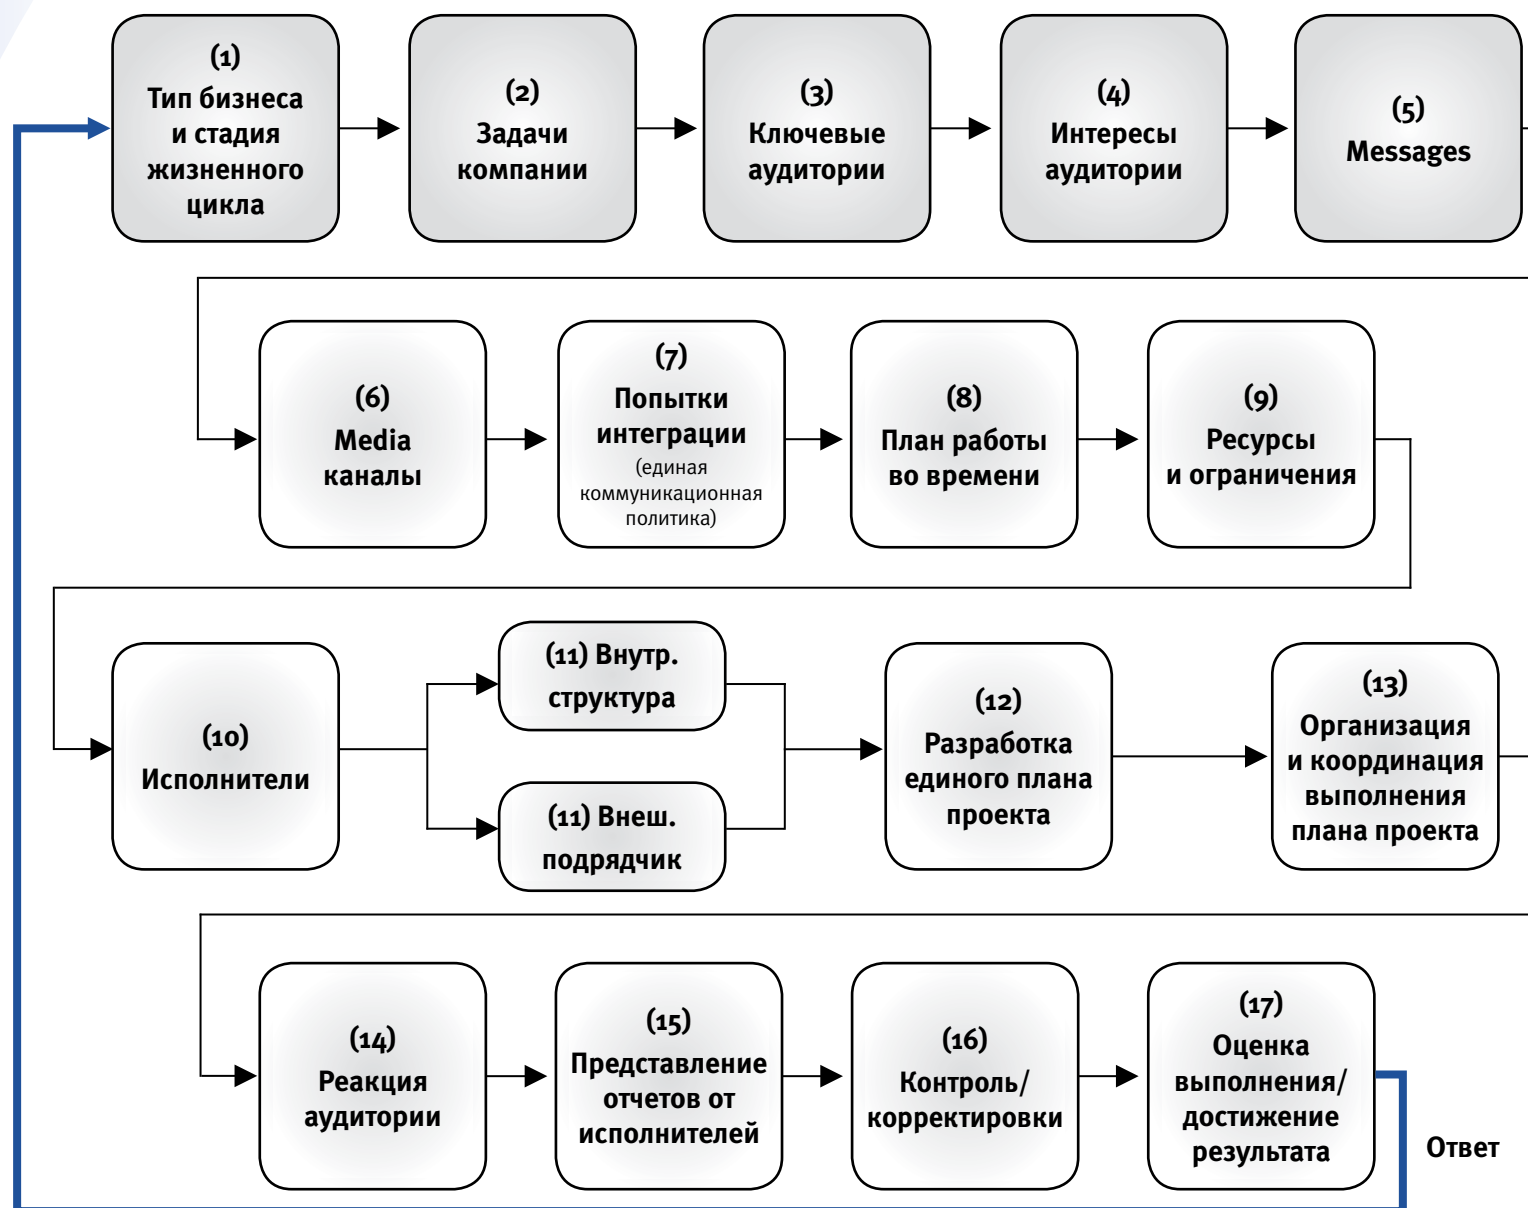 (1)
Тип бизнеса
и стадия
жизненного
цикла
(2)
Задачи
компании
(3)
Ключевые
аудитории
(4)
Интересы
аудитории
(5)
Messages
(6)
Media
каналы
(7)
Попытки
интеграции
(единая
коммуникационная
политика)
(8)
План работы
во времени
(9)
Ресурсы
и ограничения
(10)
Исполнители
(11) Внутр.
структура
(11) Внеш.
подрядчик
(12)
Разработка
единого плана
проекта
(13)
Организация
и координация
выполнения
плана проекта
(14)
Реакция
аудитории
(15)
Представление
отчетов от
исполнителей
(16)
Контроль/
корректировки
(17)
Оценка
выполнения/
достижение
результата
Ответ